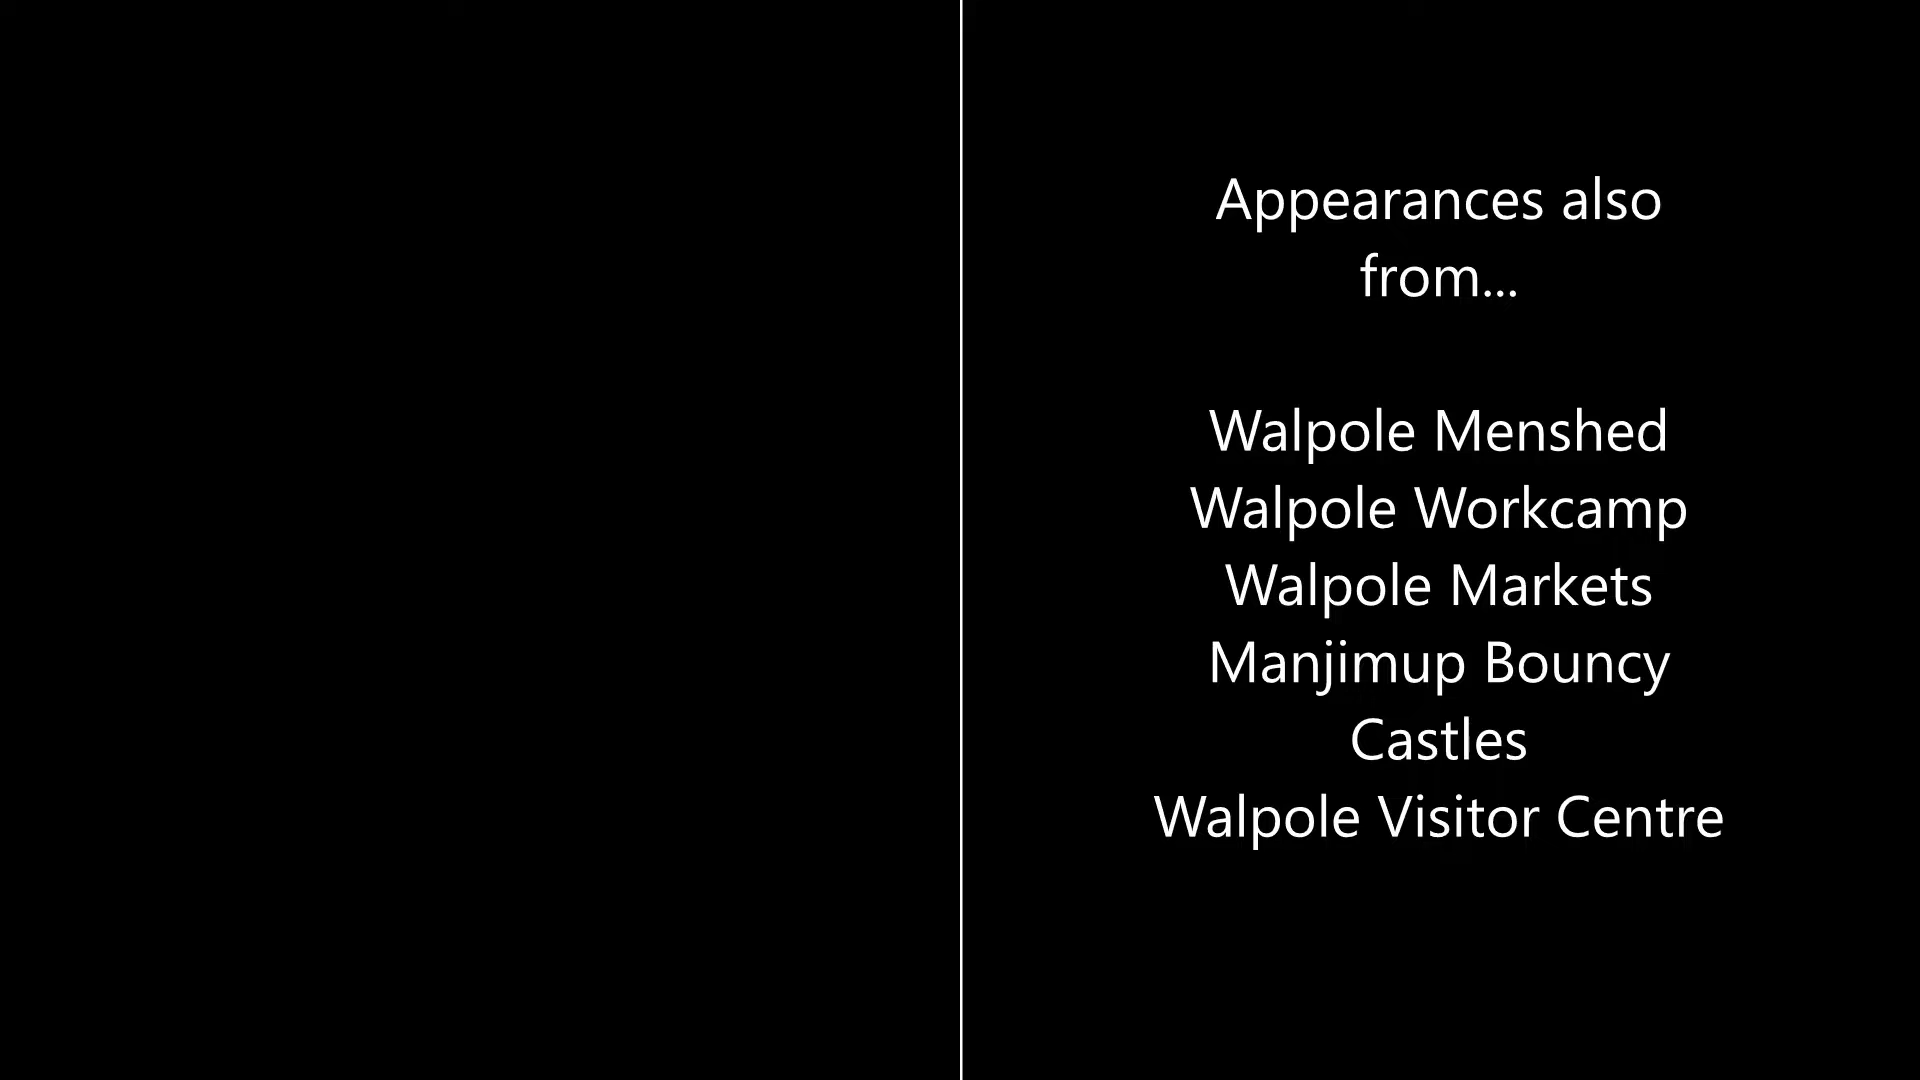 Appearances also
from...
Walpole Menshed
Walpole Workcamp
Walpole Markets
Manjimup Bouncy
Castles
Walpole Visitor Centre